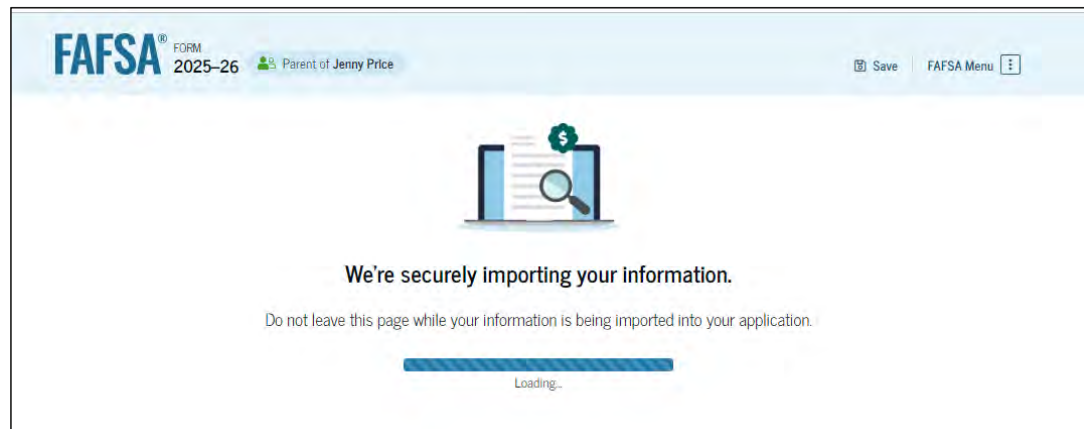 FAFSA® FORM 2025–26 Parent of Jenny Price Save FAFSA Menu
$
We're securely importing your information.
Do not leave this page while your information is being imported into your application.
Loading...